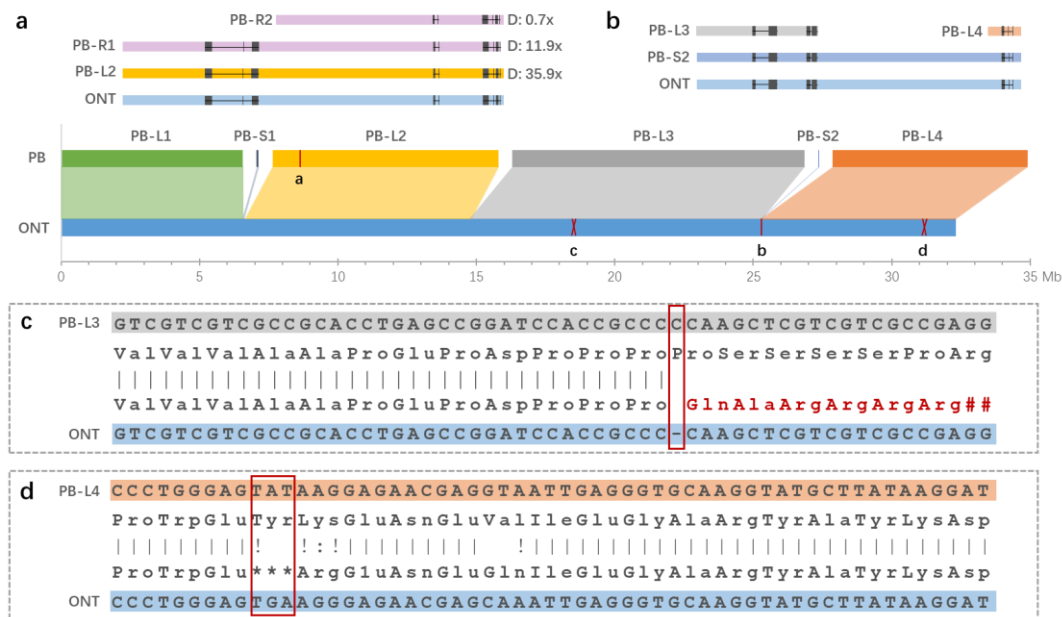 a
PB-R2
D: 0.7x
PB-R1
D: 11.9x
PB-L2
D: 35.9x
ONT
b
PB-L3
PB-L4
PB-S2
ONT
PB-L1
PB-S1
PB-L2
PB-L3
PB-S2
PB-L4
PB
a
ONT
c
b
d
0
5
10
15
20
25
30
35 Mb
c
PB-L3
GTCGTCGTCGCCGCACCTGAGCCGGATCCACCGCCCCCAAGCTCGTCGTCGCCGAGG
ValValValAlaAlaProGluProAspProProProProSerSerSerSerProArg
| | | | | | | | | | | | | | | | | | | | | | | | | | | | | | | | | | | |
ValValValAlaAlaProGluProAspProProPro GlnAlaArgArgArgArg##
ONT
GTCGTCGTCGCCGCACCTGAGCCGGATCCACCGCCC-CAAGCTCGTCGTCGCCGAGG
d
PB-L4
CCCTGGGAGTATAAGGAGAACGAGGTAATTGAGGGTGCAAGGTATGCTTATAAGGAT
ProTrpGluTyrLysGluAsnGluValIleGluGlyAlaArgTyrAlaTyrLysAsp
| | | | | | | | | ! ! : ! | | | | | | | | | ! | | | | | | | | | | | | | | | | | | | | | | | | | | | | | |
ProTrpGlu***ArgGluAsnGluGlnIleGluGlyAlaArgTyrAlaTyrLysAsp
ONT
CCCTGGGAGTGAAGGGAGAACGAGCAAATTGAGGGTGCAAGGTATGCTTATAAGGAT